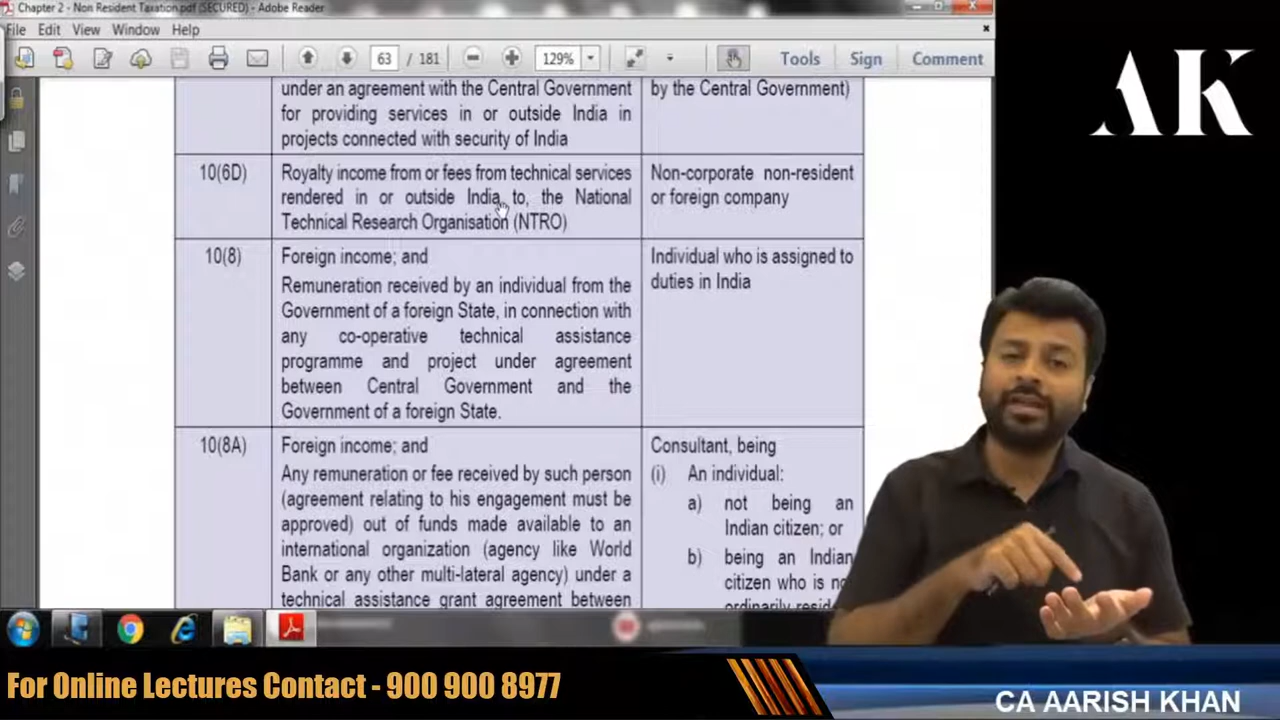 Chapter 2 - Non Resident Taxation.pdf (SECURED) - Adobe Reader
File Edit View Window Help
63 / 181 129% Tools Sign Comment
under an agreement with the Central Government
for providing services in or outside India in
projects connected with security of India
by the Central Government)
10(6D)
Royalty income from or fees from technical services
rendered in or outside India to, the National
Technical Research Organisation (NTRO)
Non-corporate non-resident
or foreign company
10(8)
Foreign income; and
Remuneration received by an individual from the
Government of a foreign State, in connection with
any co-operative technical assistance
programme and project under agreement
between Central Government and the
Government of a foreign State.
Individual who is assigned to
duties in India
10(8A)
Foreign income; and
Any remuneration or fee received by such person
(agreement relating to his engagement must be
approved) out of funds made available to an
international organization (agency like World
Bank or any other multi-lateral agency) under a
technical assistance grant agreement between
Consultant, being
(i) An individual:
a) not being an
Indian citizen; or
b) being an Indian
citizen who is
ordinarily
AK
For Online Lectures Contact - 900 900 8977
CA AARISH KHAN